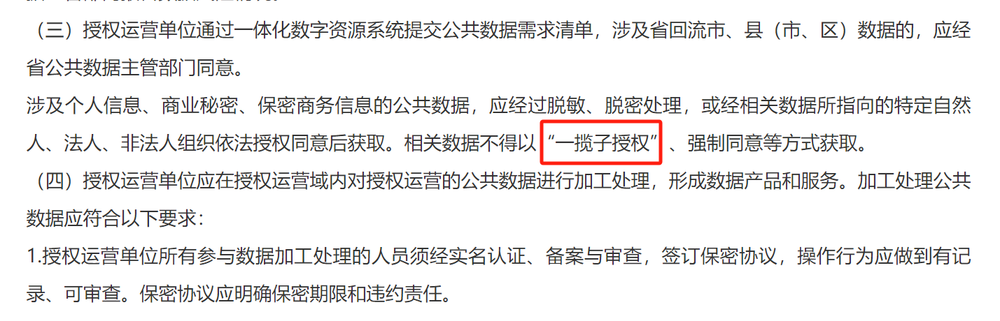 （三）授权运营单位通过一体化数字资源系统提交公共数据需求清单，涉及省回流市、县（市、区）数据的，应经
省公共数据主管部门同意。
涉及个人信息、商业秘密、保密商务信息的公共数据，应经过脱敏、脱密处理，或经相关数据所指向的特定自然
人、法人、非法人组织依法授权同意后获取。相关数据不得以“一揽子授权”、强制同意等方式获取。
（四）授权运营单位应在授权运营域内对授权运营的公共数据进行加工处理，形成数据产品和服务。加工处理公共
数据应符合以下要求：
1.授权运营单位所有参与数据加工处理的人员须经实名认证、备案与审查，签订保密协议，操作行为应做到有记
录、可审查。保密协议应明确保密期限和违约责任。